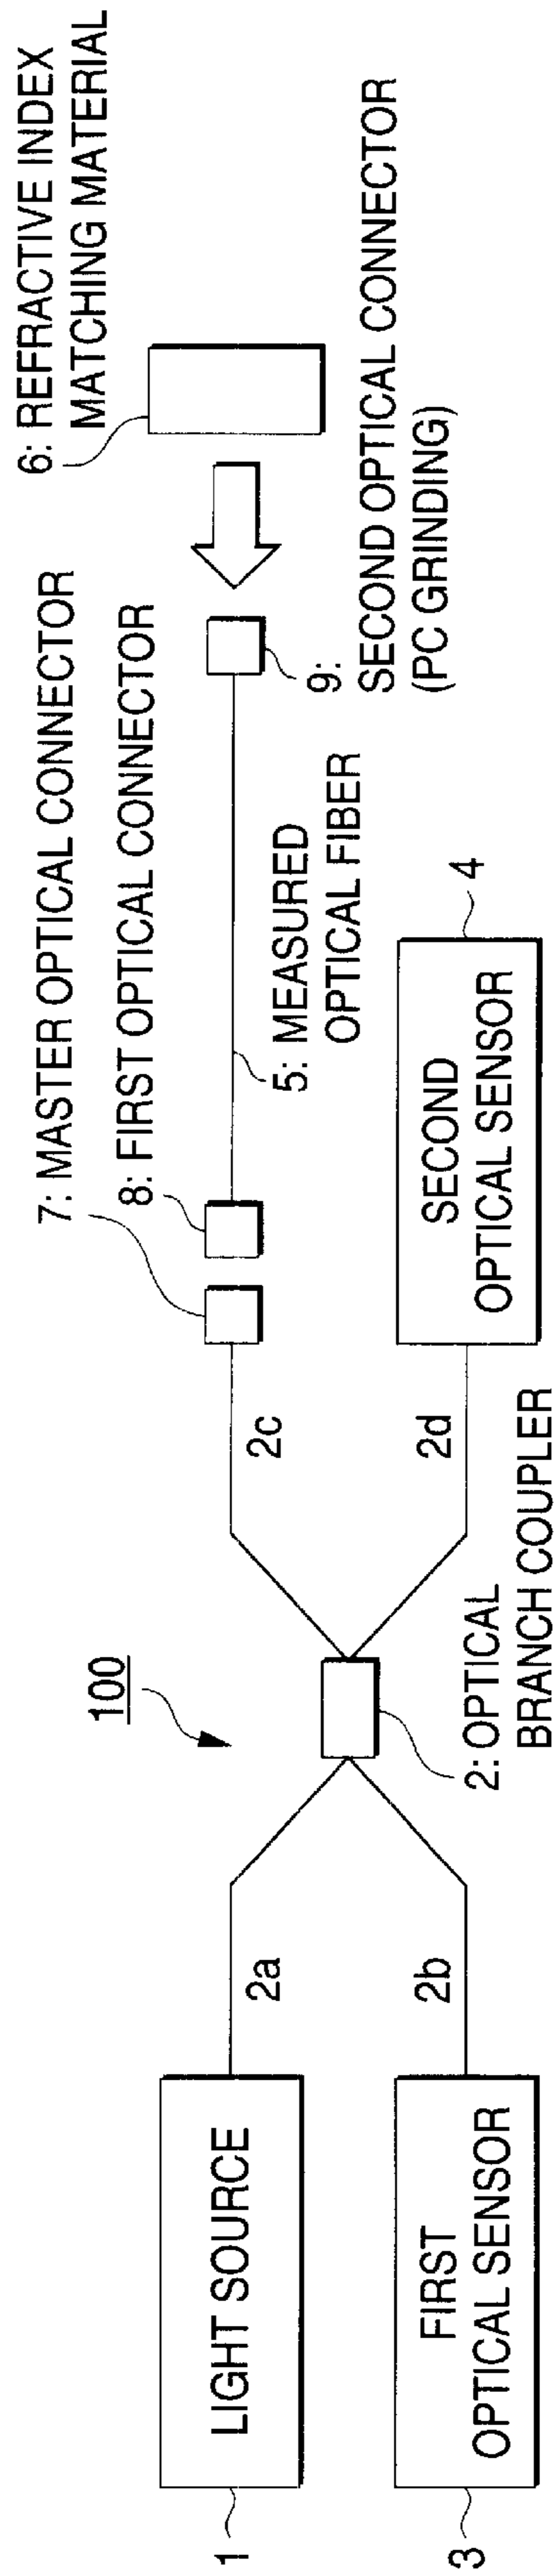 100
1
LIGHT SOURCE
2a
3
FIRST
OPTICAL SENSOR
2b
2: OPTICAL
BRANCH COUPLER
2c
2d
7: MASTER OPTICAL CONNECTOR
8: FIRST OPTICAL CONNECTOR
5: MEASURED
OPTICAL FIBER
SECOND
OPTICAL SENSOR
4
6: REFRACTIVE INDEX
MATCHING MATERIAL
9:
SECOND OPTICAL CONNECTOR
(PC GRINDING)